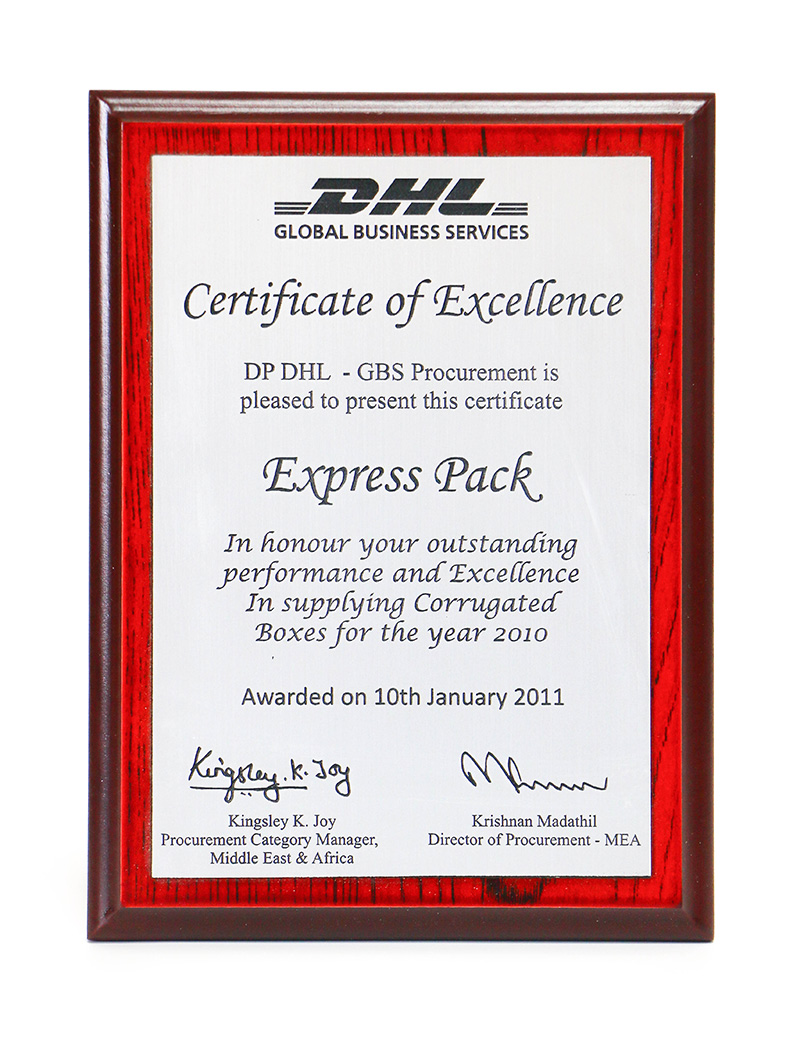 DHL
GLOBAL BUSINESS SERVICES
Certificate of Excellence
DP DHL - GBS Procurement is
pleased to present this certificate
Express Pack
In honour your outstanding
performance and Excellence
In supplying Corrugated
Boxes for the year 2010
Awarded on 10th January 2011
Kingsley. K. Joy
Kingsley K. Joy
Procurement Category Manager,
Middle East & Africa
Krishnan Madathil
Director of Procurement - MEA